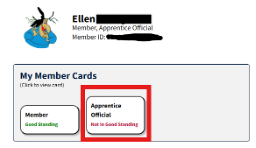 Ellen
Member, Apprentice Official
Member ID:
My Member Cards
(Click to view card)
Member
Good Standing
Apprentice
Official
Not In Good Standing